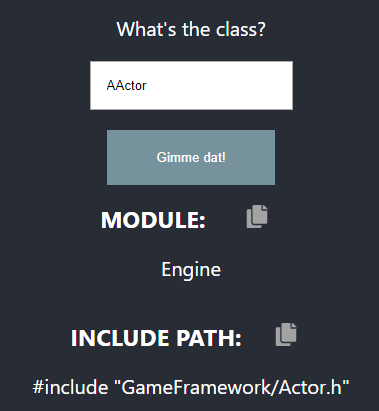 What's the class?
AActor
Gimme dat!
MODULE:
Engine
INCLUDE PATH:
#include "GameFramework/Actor.h"